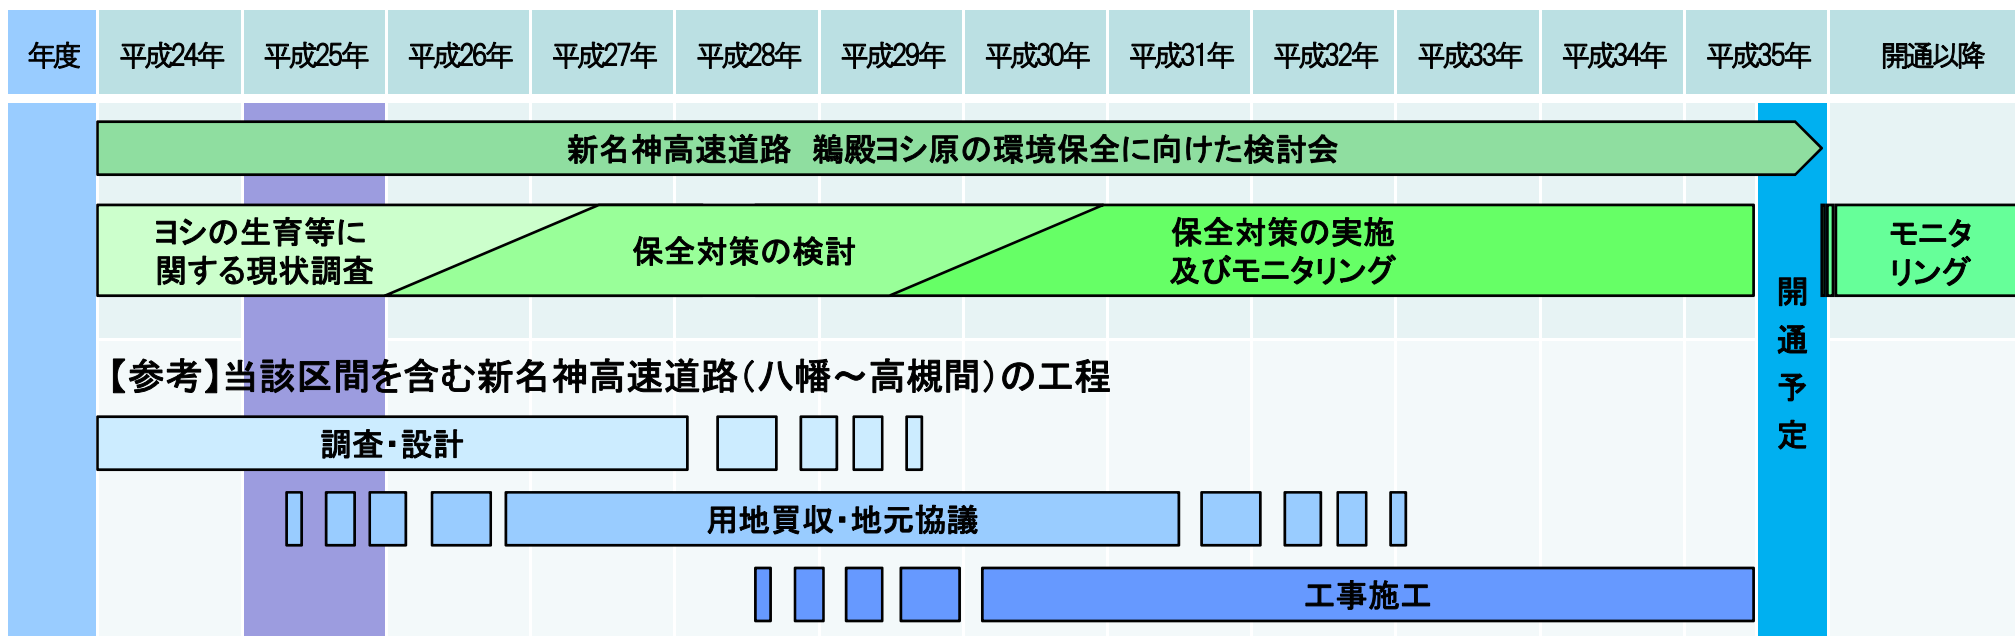 年度 平成24年 平成25年 平成26年 平成27年 平成28年 平成29年 平成30年 平成31年 平成32年 平成33年 平成34年 平成35年 開通以降
新名神高速道路 鵜殿ヨシ原の環境保全に向けた検討会
ヨシの生育等に
関する現状調査
保全対策の検討
保全対策の実施
及びモニタリング
モニタ
リング
開通予定
【参考】当該区間を含む新名神高速道路（八幡～高槻間）の工程
調査・設計
用地買収・地元協議
工事施工